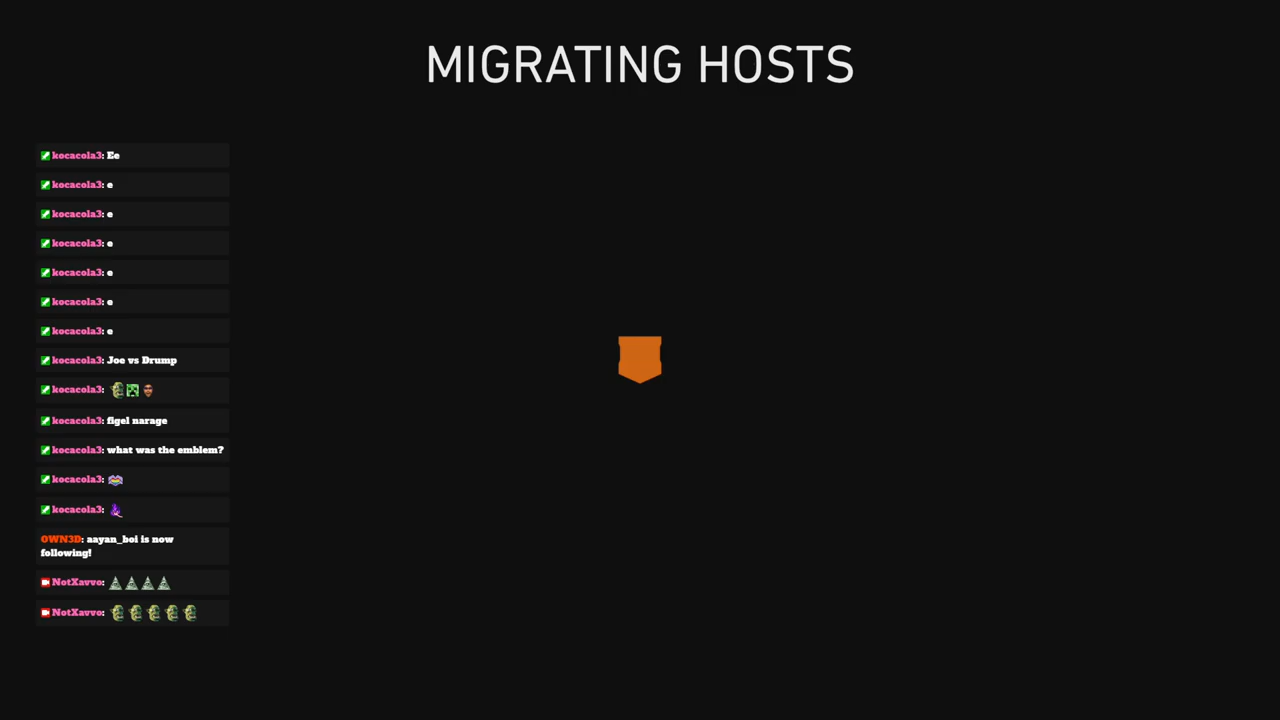 MIGRATING HOSTS
kocacola3: Ee
kocacola3: e
kocacola3: e
kocacola3: e
kocacola3: e
kocacola3: e
kocacola3: e
kocacola3: Joe vs Drump
kocacola3:
kocacola3: figel narage
kocacola3: what was the emblem?
kocacola3:
kocacola3:
OWN3D: aayan_boi is now
following!
NotXavvo:
NotXavvo: